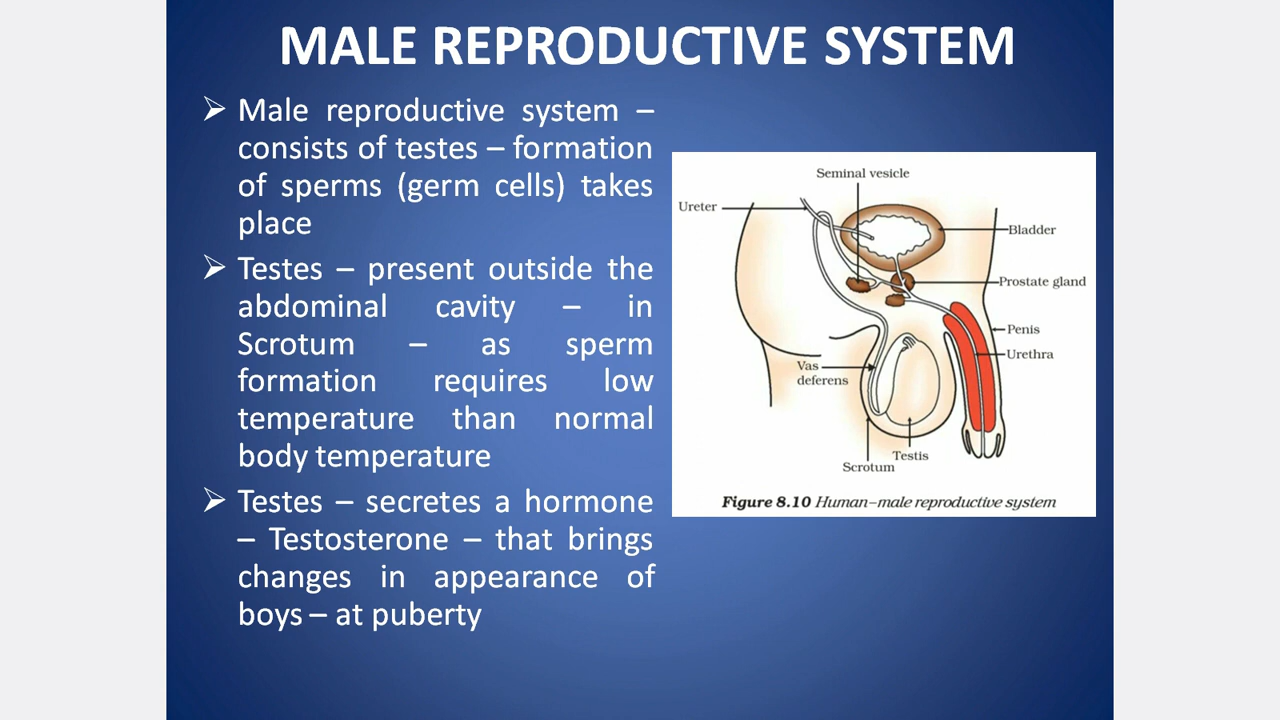 MALE REPRODUCTIVE SYSTEM
➢ Male reproductive system –
consists of testes – formation
of sperms (germ cells) takes
place
➢ Testes – present outside the
abdominal cavity – in
Scrotum – as sperm
formation requires low
temperature than normal
body temperature
➢ Testes – secretes a hormone
– Testosterone – that brings
changes in appearance of
boys – at puberty
Seminal vesicle
Ureter
Bladder
Prostate gland
Penis
Urethra
Vas
deferens
Testis
Scrotum
Figure 8.10 Human–male reproductive system